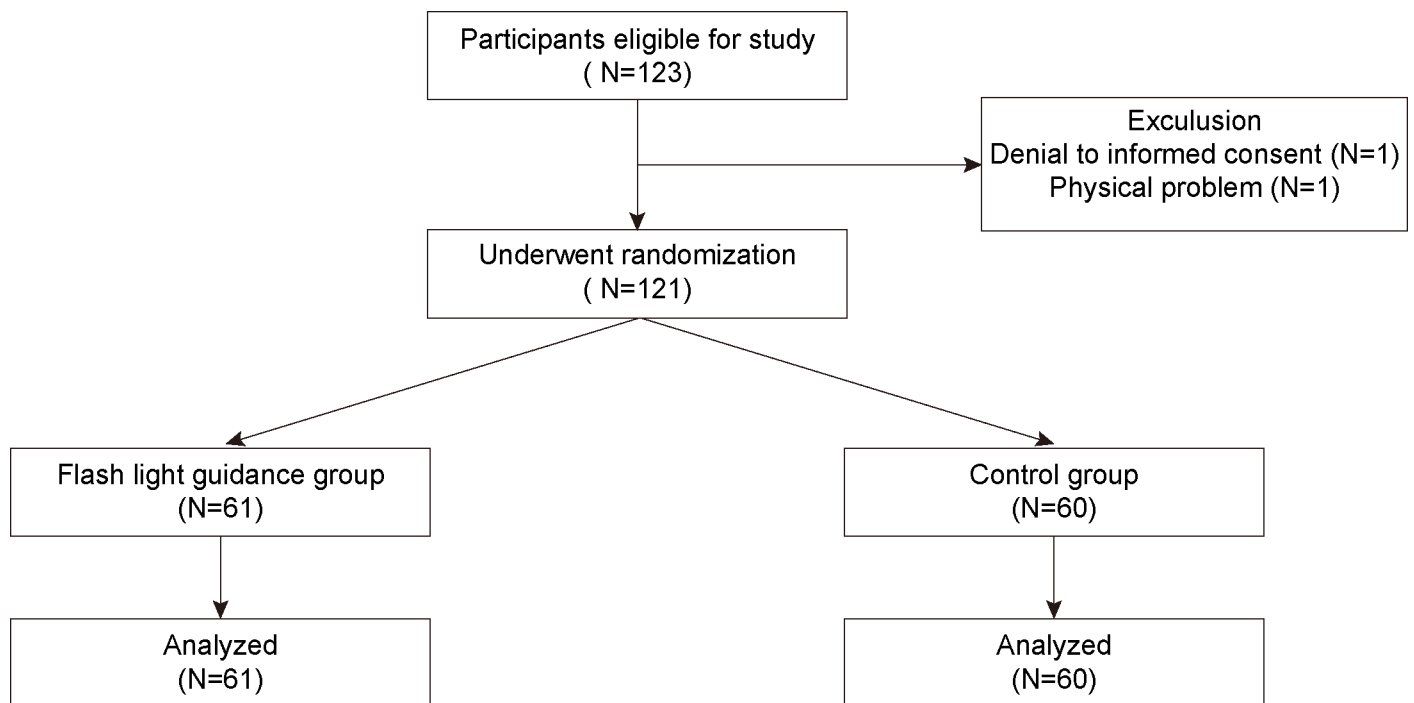 Participants eligible for study
( N=123)
Exculusion
Denial to informed consent (N=1)
Physical problem (N=1)
Underwent randomization
( N=121)
Flash light guidance group
(N=61)
Control group
(N=60)
Analyzed
(N=61)
Analyzed
(N=60)